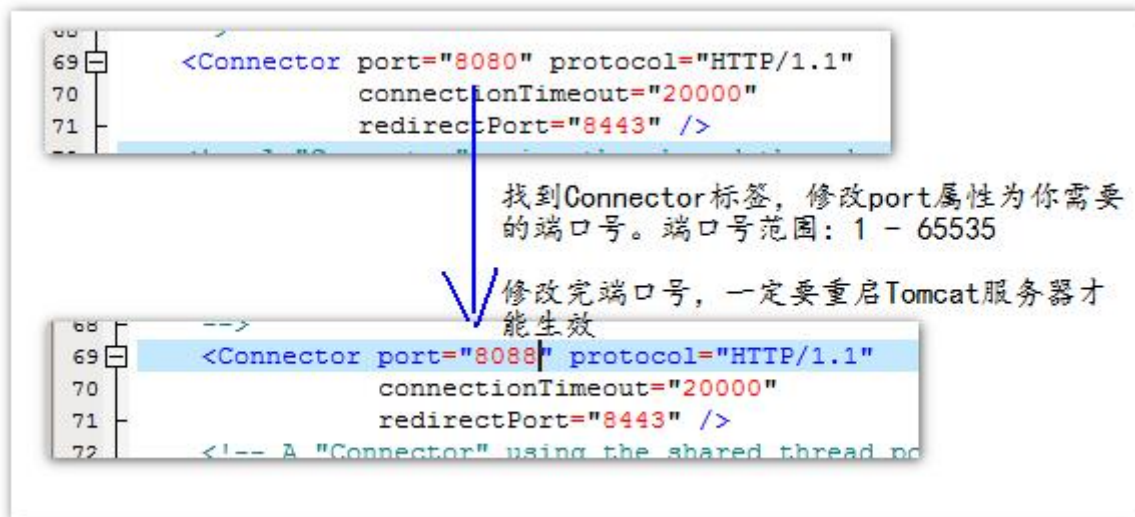 69 <Connector port="8080" protocol="HTTP/1.1"
70 connectionTimeout="20000"
71 redirectPort="8443" />
找到Connector标签，修改port属性为你需要
的端口号。端口号范围：1 - 65535
修改完端口号，一定要重启Tomcat服务器才
能生效
68 -->
69 <Connector port="8088" protocol="HTTP/1.1"
70 connectionTimeout="20000"
71 redirectPort="8443" />
72 <!-- A "Connector" using the shared thread po